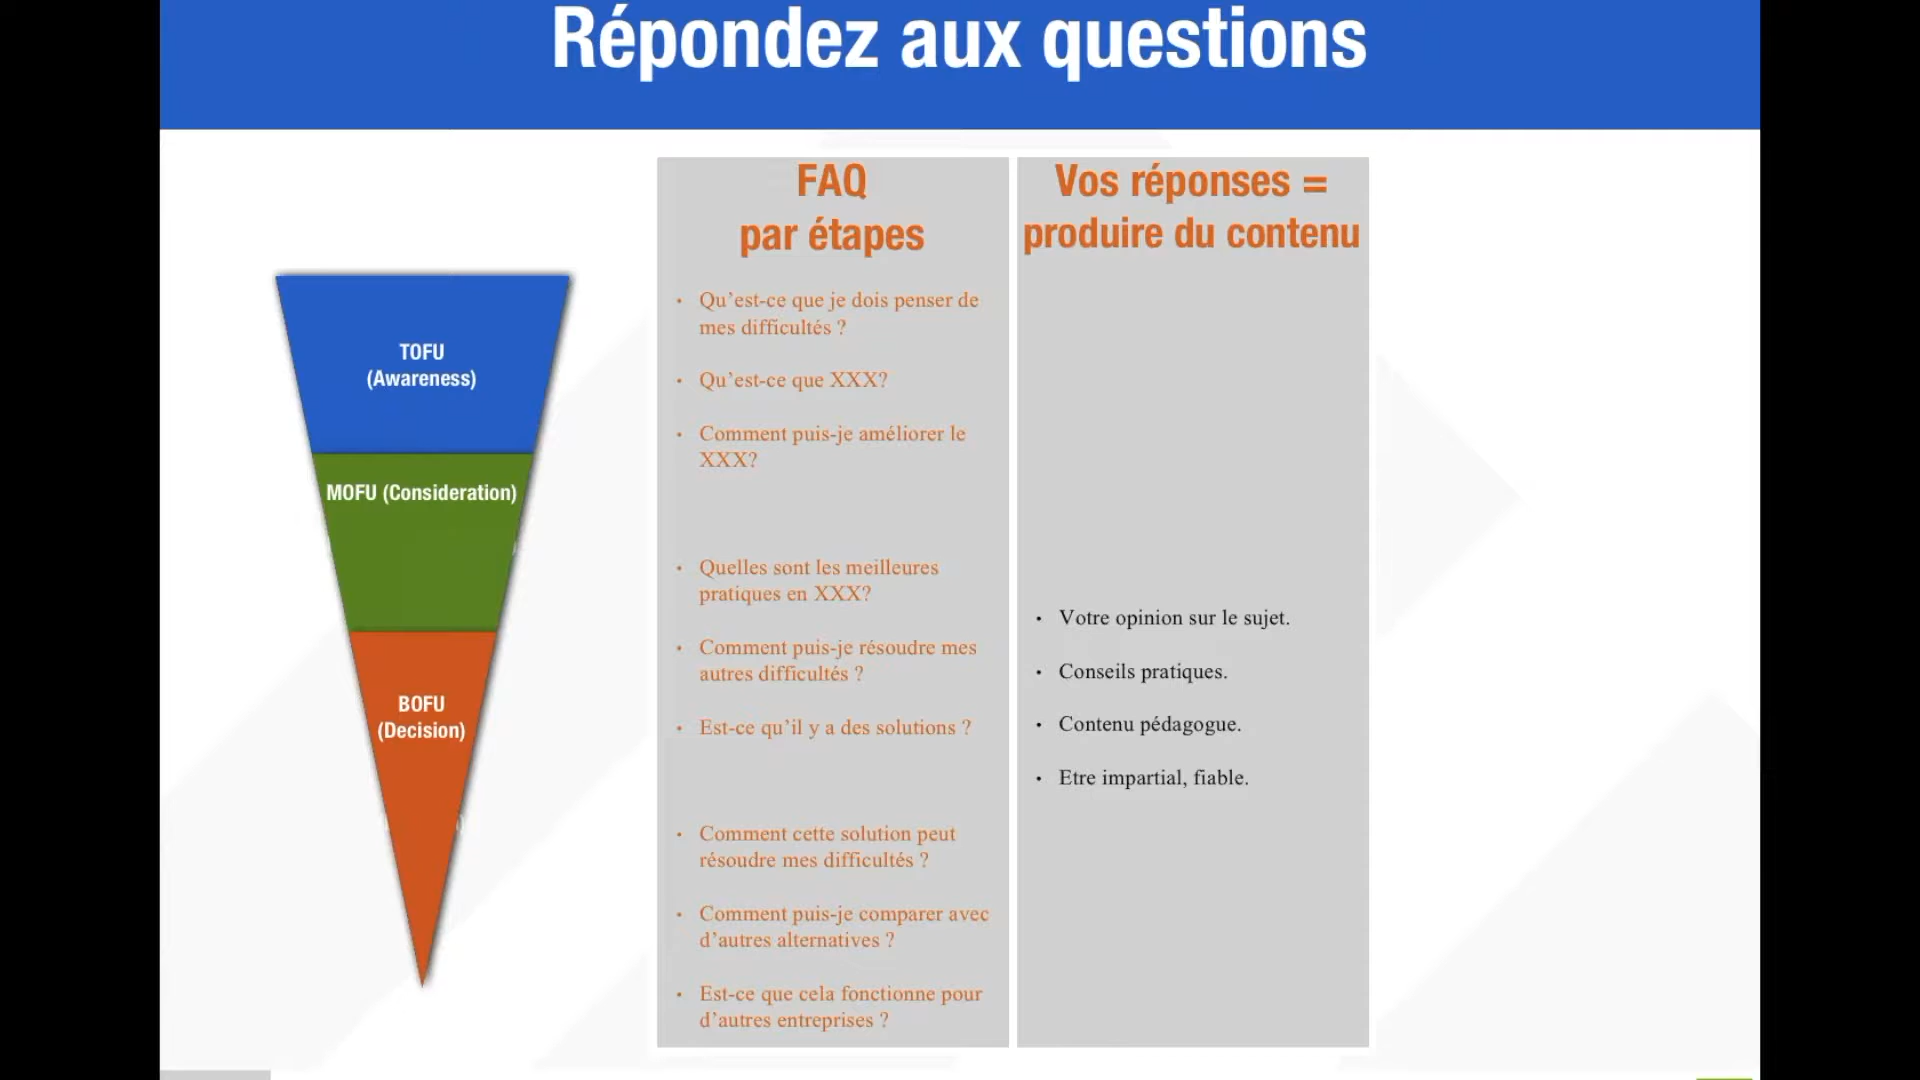 Répondez aux questions
TOFU
(Awareness)
MOFU (Consideration)
BOFU
(Decision)
FAQ
par étapes
• Qu’est-ce que je dois penser de
mes difficultés ?
• Qu’est-ce que XXX?
• Comment puis-je améliorer le
XXX?
• Quelles sont les meilleures
pratiques en XXX?
• Comment puis-je résoudre mes
autres difficultés ?
• Est-ce qu’il y a des solutions ?
• Comment cette solution peut
résoudre mes difficultés ?
• Comment puis-je comparer avec
d’autres alternatives ?
• Est-ce que cela fonctionne pour
d’autres entreprises ?
Vos réponses =
produire du contenu
• Votre opinion sur le sujet.
• Conseils pratiques.
• Contenu pédagogue.
• Etre impartial, fiable.